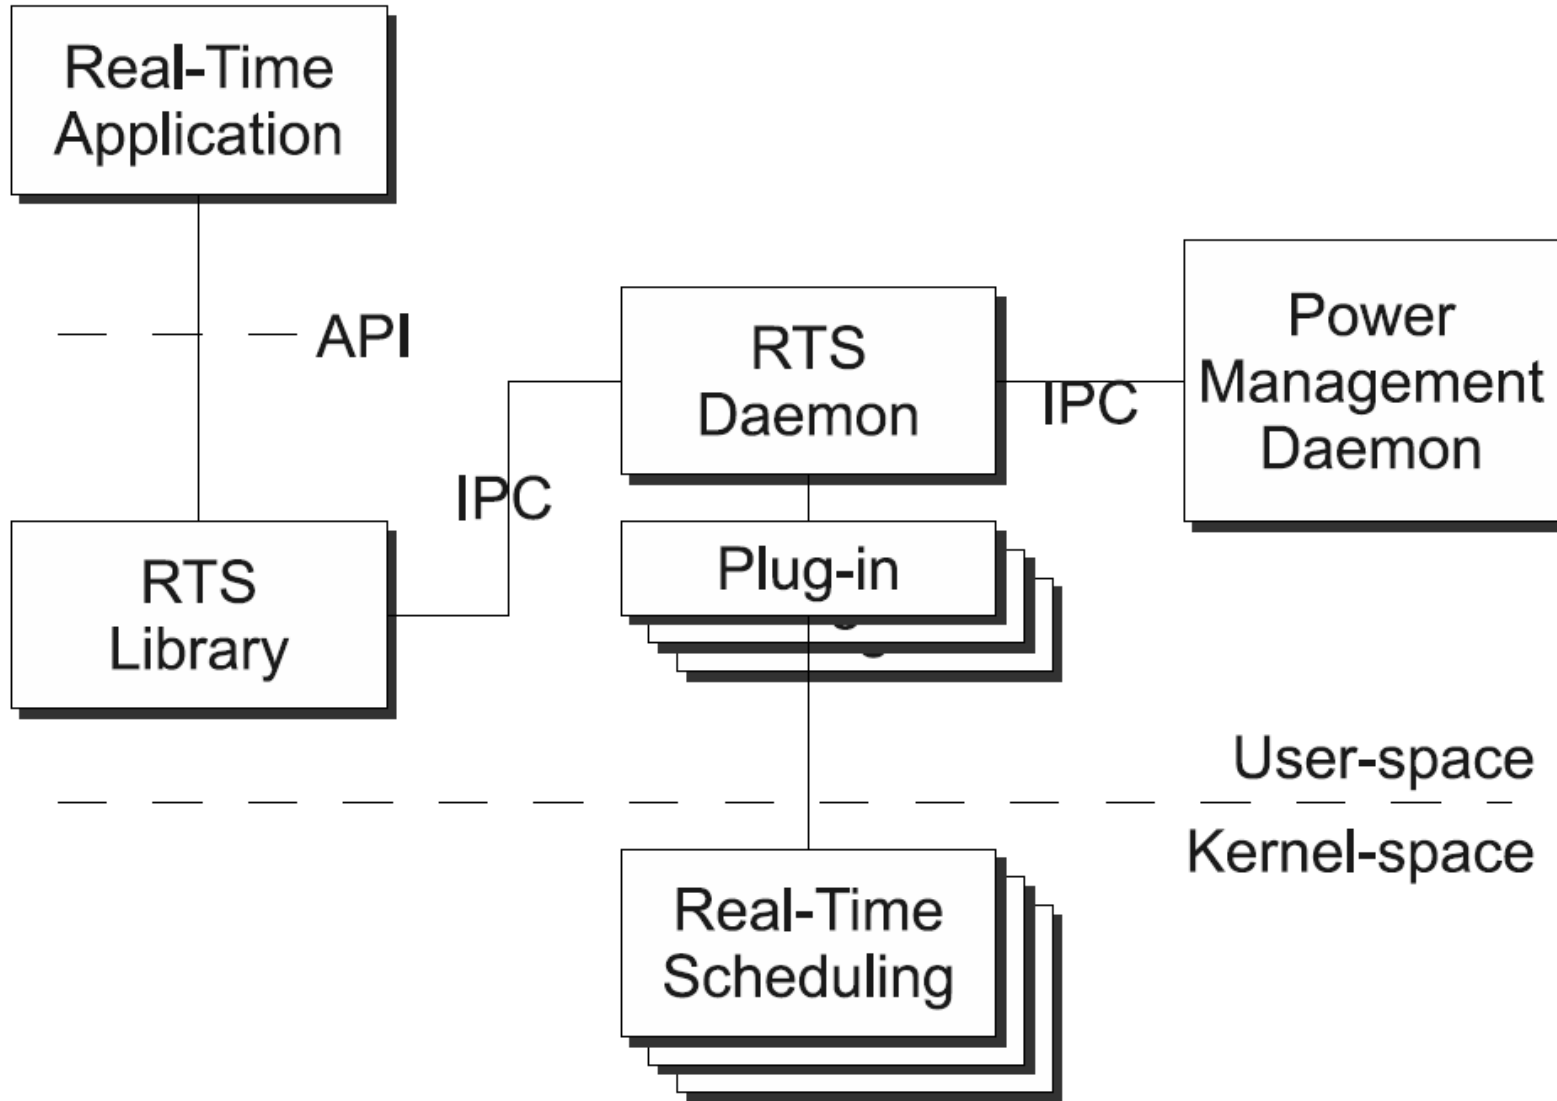 Real-Time
Application
API
RTS
Daemon
IPC
Power
Management
Daemon
IPC
RTS
Library
Plug-in
User-space
Kernel-space
Real-Time
Scheduling